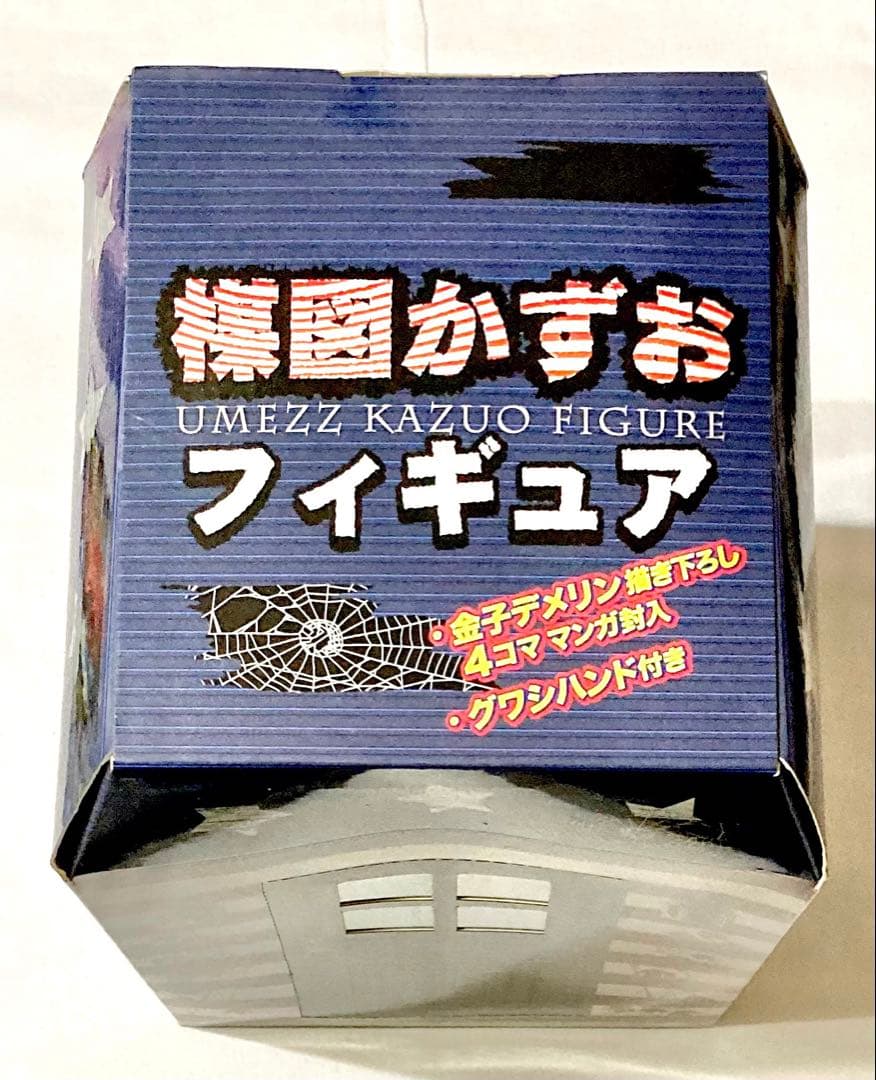 楳図かずお
UMEZZ KAZUO FIGURE
フィギュア
・金子デメリン描き下ろし
4コママンガ封入
・グワシハンド付き